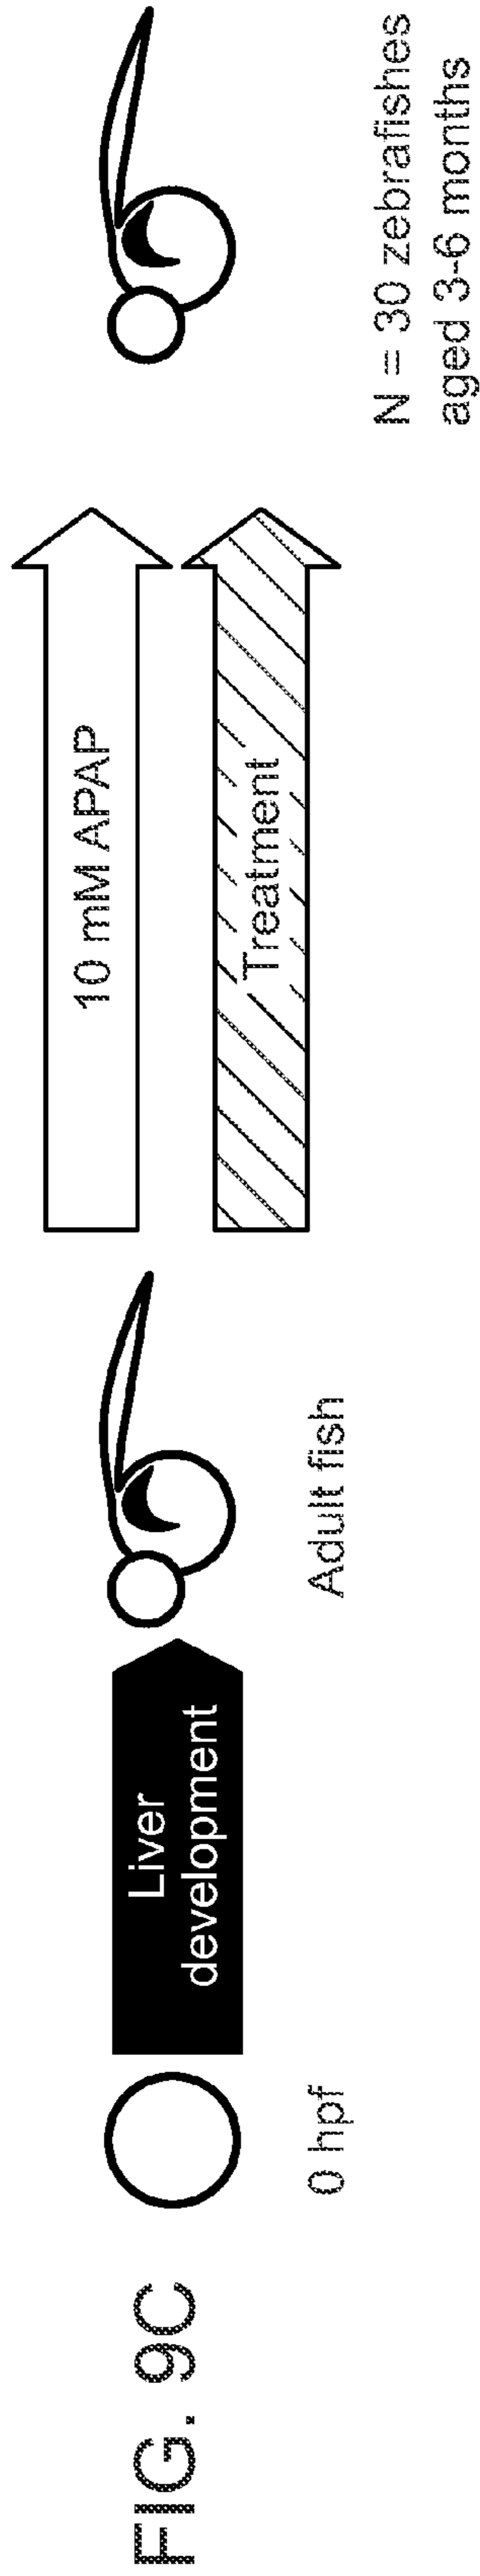 FIG. 9C
0 hpf
Liver
development
Adult fish
10 mM APAP
Treatment
N = 30 zebrafishes
aged 3-6 months